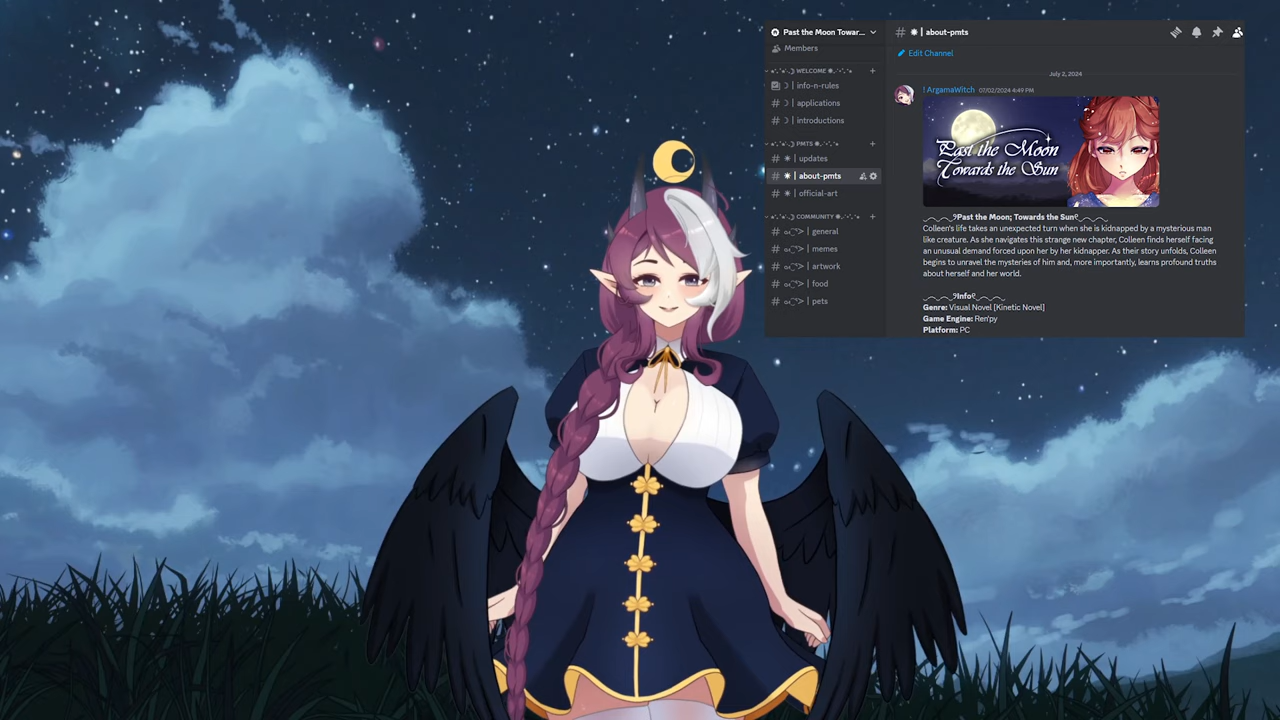 Past the Moon Towar...
Members
WELCOME
info-n-rules
applications
introductions
PMTS
updates
about-pmts
official-art
COMMUNITY
general
memes
artwork
food
pets
# | about-pmts
Edit Channel
July 2, 2024
! ArgamaWitch 07/02/2024 4:49 PM
Past the Moon
Towards the Sun
Past the Moon; Towards the Sun
Colleen's life takes an unexpected turn when she is kidnapped by a mysterious man
like creature. As she navigates this strange new chapter, Colleen finds herself facing
an unusual demand forced upon her by her kidnapper. As their story unfolds, Colleen
begins to unravel the mysteries of him and, more importantly, learns profound truths
about herself and her world.
Info
Genre: Visual Novel [Kinetic Novel]
Game Engine: Ren'py
Platform: PC